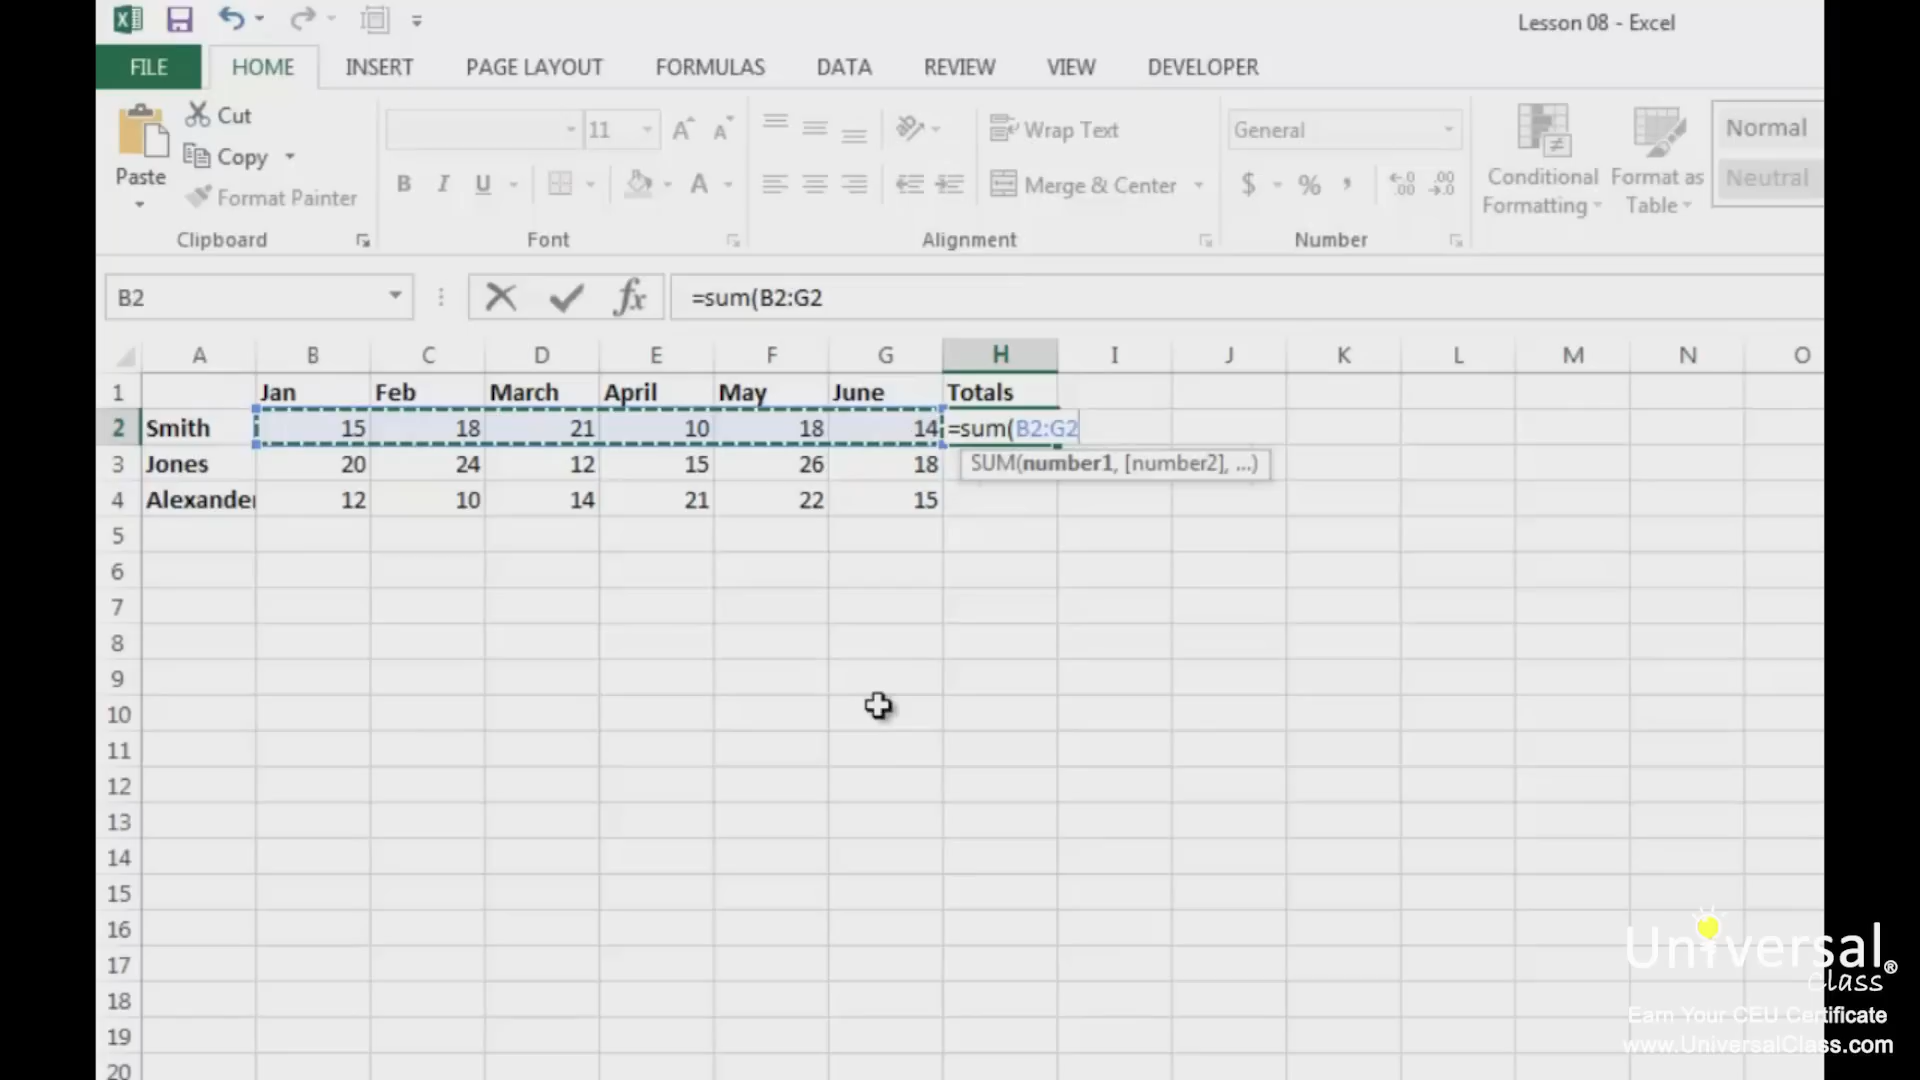 Lesson 08 - Excel
FILE HOME INSERT PAGE LAYOUT FORMULAS DATA REVIEW VIEW DEVELOPER
Paste
Cut
Copy
Format Painter
Clipboard
11
B I U A
Font
Wrap Text
Merge & Center
Alignment
General
$ % , .00 .00
Number
Conditional Formatting
Format as Table
Normal
Neutral
B2 fx =sum(B2:G2
A B C D E F G H I J K L M N O
1 Jan Feb March April May June Totals
2 Smith 15 18 21 10 18 14 =sum(B2:G2
SUM(number1, [number2], ...)
3 Jones 20 24 12 15 26 18
4 Alexander 12 10 14 21 22 15
5
6
7
8
9
10
11
12
13
14
15
16
17
18
19
20
Universal®
Class
Earn Your CEU Certificate
www.UniversalClass.com